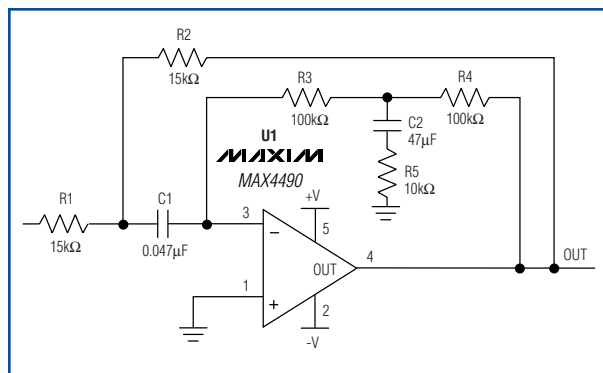 R2
15kΩ
R3
100kΩ
R4
100kΩ
U1
MAXIM
MAX4490
C2
47µF
R5
10kΩ
R1
15kΩ
C1
0.047µF
+V
3
5
−
OUT
4
OUT
1
+
2
-V